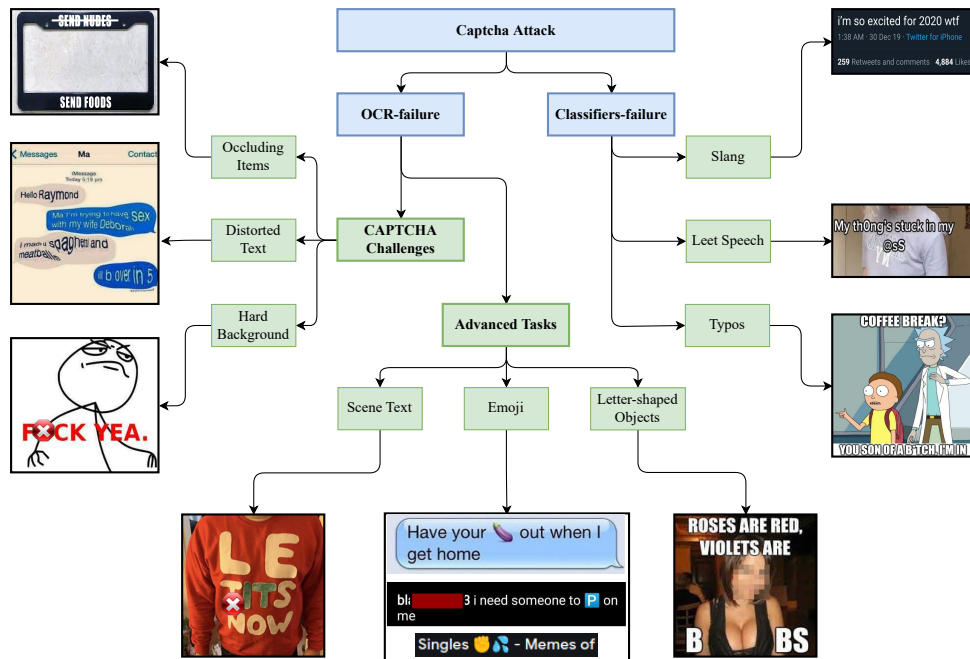 SEND NUDES
SEND FOODS
Captcha Attack
i'm so excited for 2020 wtf
1:38 AM · 30 Dec 19 · Twitter for iPhone
259 Retweets and comments 4,884 Likes
OCR-failure
Classifiers-failure
Occluding
Items
Slang
Messages Ma Contact
iMessage
Today 5:19 pm
Hello Raymond
Ma I'm trying to have sex
with my wife Deborah
I made u spaghetti and
meatballs
ill b over in 5
Distorted
Text
CAPTCHA
Challenges
Leet Speech
My th0ng's stuck in my
@sS
Hard
Background
Advanced Tasks
Typos
COFFEE BREAK?
YOU SON OF A B*TCH, I'M IN
F CK YEA.
Scene Text
Emoji
Letter-shaped
Objects
LE
TITS
NOW
Have your 🍆 out when I
get home
bl 3 i need someone to 🅿 on
me
Singles ✊💦 - Memes of
ROSES ARE RED,
VIOLETS ARE
B BS